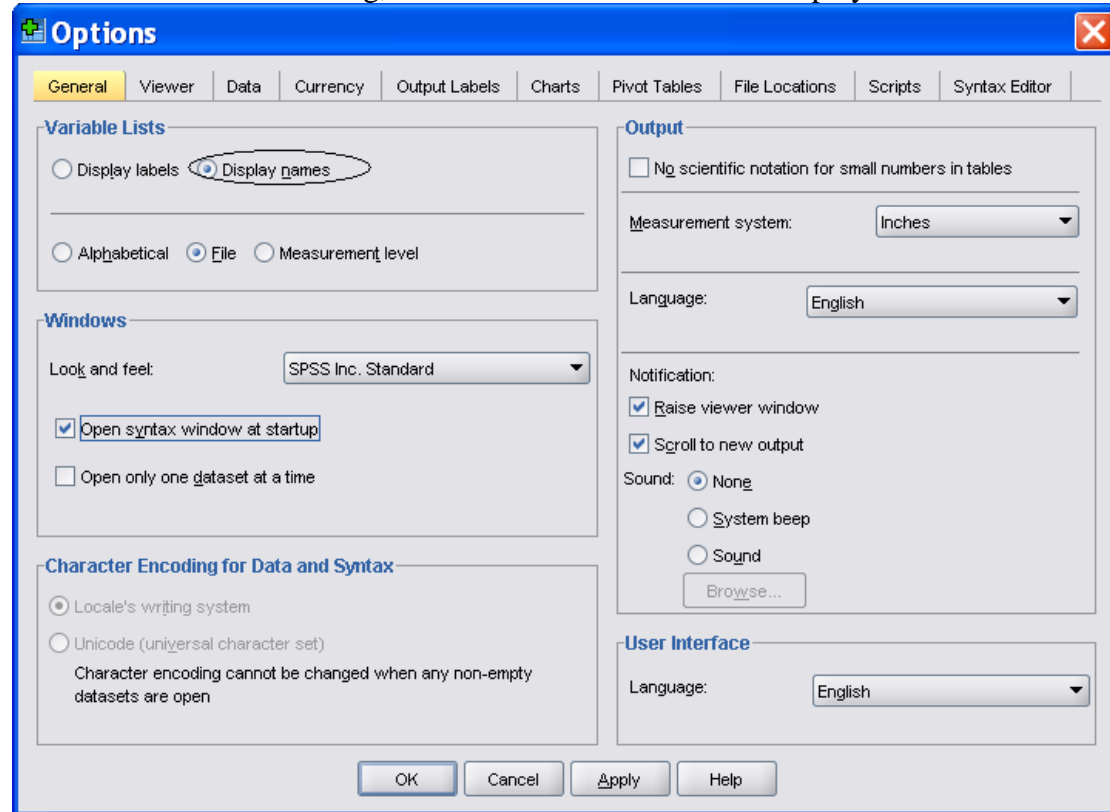 Options
General Viewer Data Currency Output Labels Charts Pivot Tables File Locations Scripts Syntax Editor
Variable Lists
Display labels Display names
Alphabetical File Measurement level
Windows
Look and feel: SPSS Inc. Standard
Open syntax window at startup
Open only one dataset at a time
Character Encoding for Data and Syntax
Locale's writing system
Unicode (universal character set)
Character encoding cannot be changed when any non-empty
datasets are open
Output
No scientific notation for small numbers in tables
Measurement system: Inches
Language: English
Notification:
Raise viewer window
Scroll to new output
Sound: None
System beep
Sound
Browse...
User Interface
Language: English
OK Cancel Apply Help